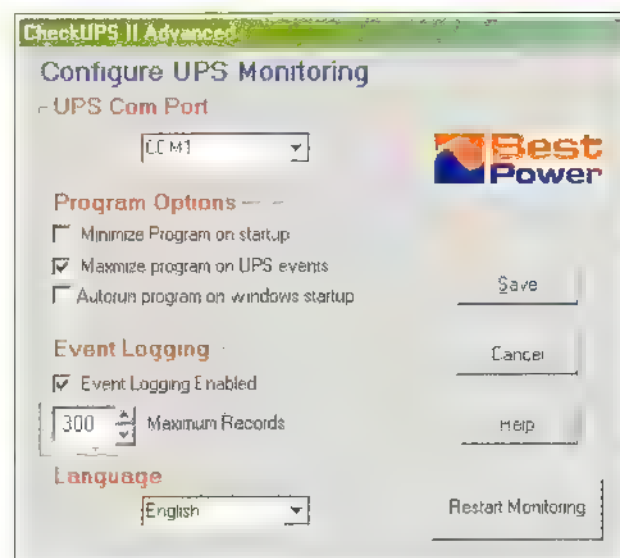 CheckUPS II Advanced
Configure UPS Monitoring
UPS Com Port
COM1
Best
Power
Program Options
Minimize Program on startup
Maxmize program on UPS events
Autorun program on windows startup
Save
Event Logging
Cancel
Event Logging Enabled
300 Maximum Records
Help
Language
English
Restart Monitoring